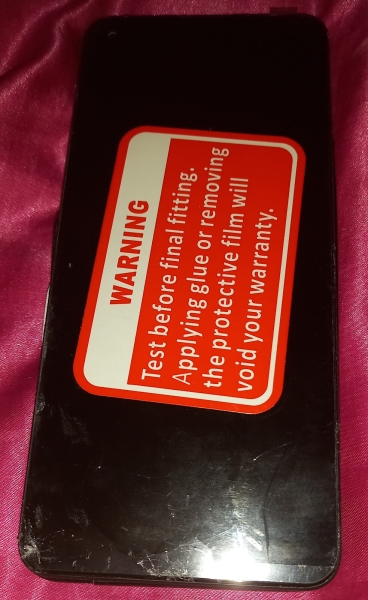 WARNING
Test before final fitting.
Applying glue or removing
the protective film will
void your warranty.